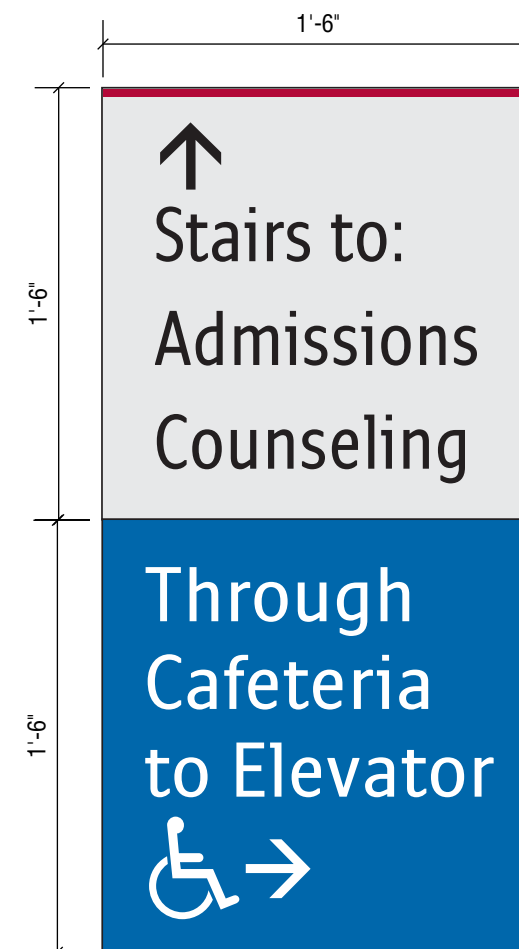 1'-6"
1'-6"
Stairs to:
Admissions
Counseling
1'-6"
Through
Cafeteria
to Elevator